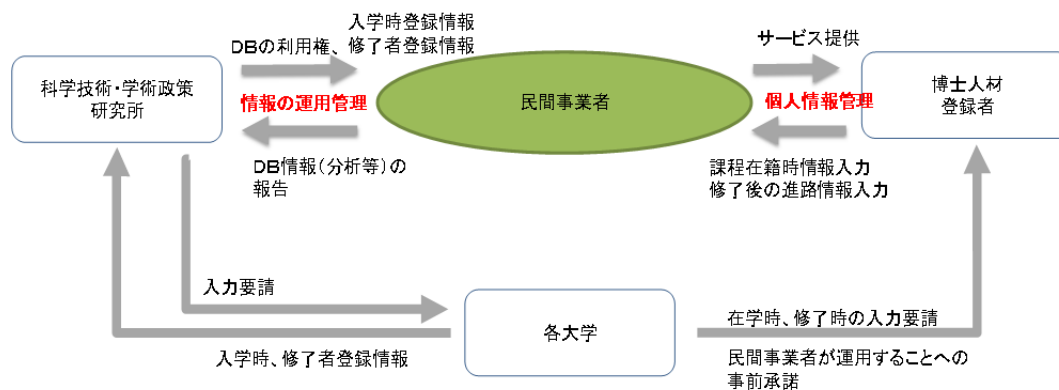 入学時登録情報
DBの利用権、修了者登録情報
サービス提供
科学技術・学術政策
研究所
情報の運用管理
民間事業者
個人情報管理
博士人材
登録者
DB情報（分析等）の
報告
課程在籍時情報入力
修了後の進路情報入力
入力要請
各大学
在学時、修了時の入力要請
入学時、修了者登録情報
民間事業者が運用することへの
事前承諾